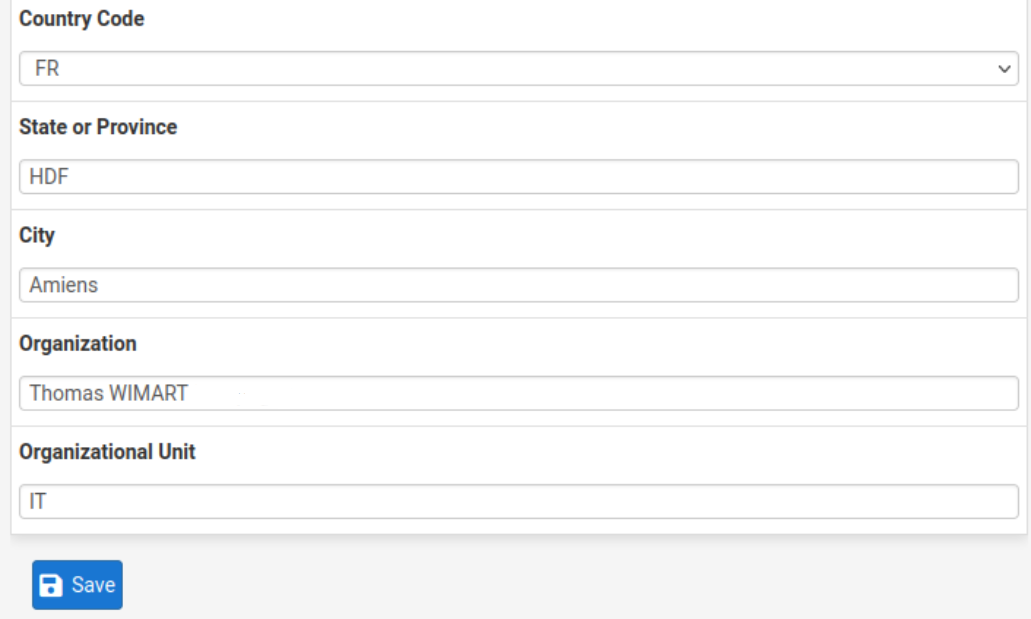 Country Code
FR
State or Province
HDF
City
Amiens
Organization
Thomas WIMART
Organizational Unit
IT
Save